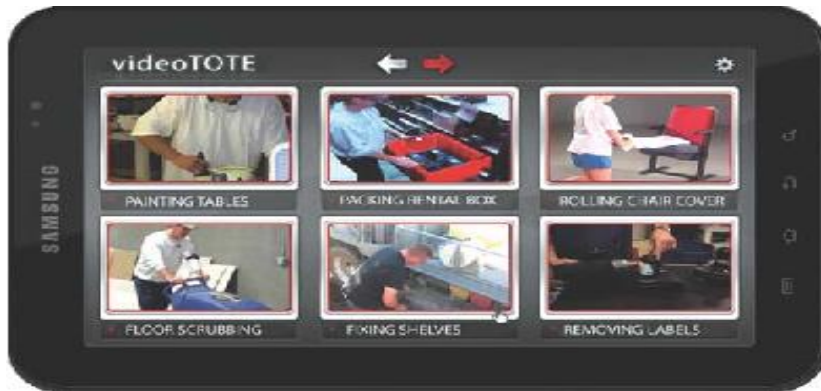 videoTOTE
SAMSUNG
PAINTING TABLES
PACKING RENTAL BOX
ROLLING CHAIR COVER
FLOOR SCRUBBING
FIXING SHELVES
REMOVING LABELS